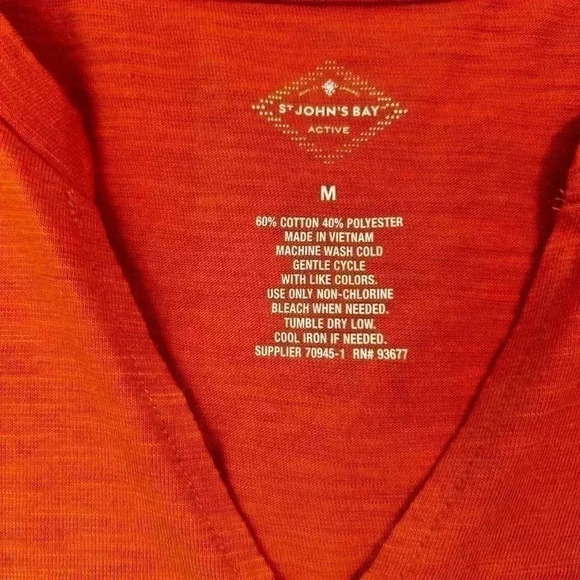 ST JOHN'S BAY
ACTIVE
M
60% COTTON 40% POLYESTER
MADE IN VIETNAM
MACHINE WASH COLD
GENTLE CYCLE
WITH LIKE COLORS.
USE ONLY NON-CHLORINE
BLEACH WHEN NEEDED.
TUMBLE DRY LOW.
COOL IRON IF NEEDED.
SUPPLIER 70945-1 RN# 93677